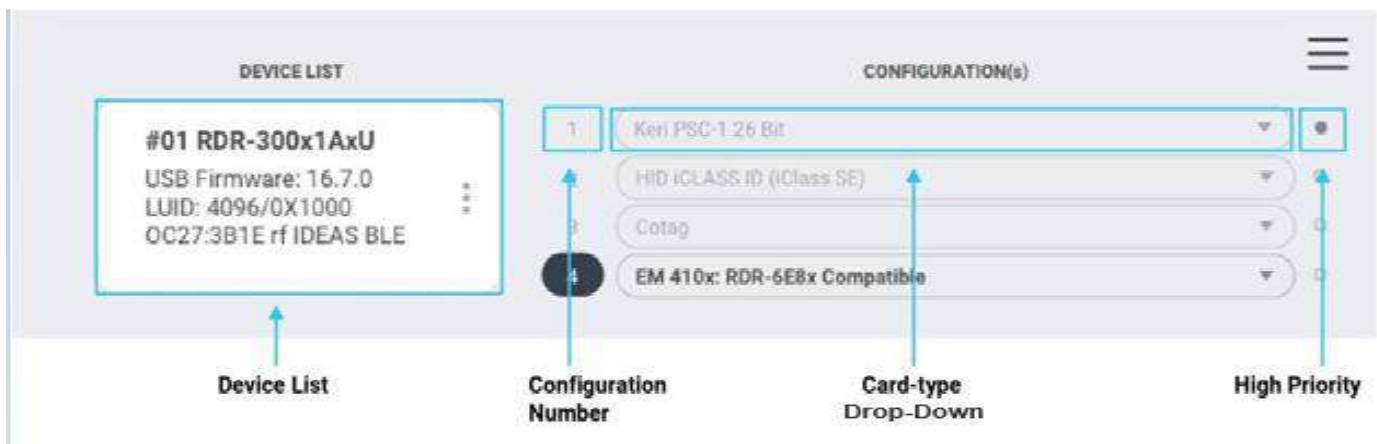 DEVICE LIST
CONFIGURATION(s)
#01 RDR-300x1AxU
USB Firmware: 16.7.0
LUID: 4096/0X1000
OC27:3B1E rf IDEAS BLE
1 Keri PSC-1 26 Bit
HID iCLASS ID (iClass SE)
3 Cotag
4 EM 410x: RDR-6E8x Compatible
Device List
Configuration
Number
Card-type
Drop-Down
High Priority